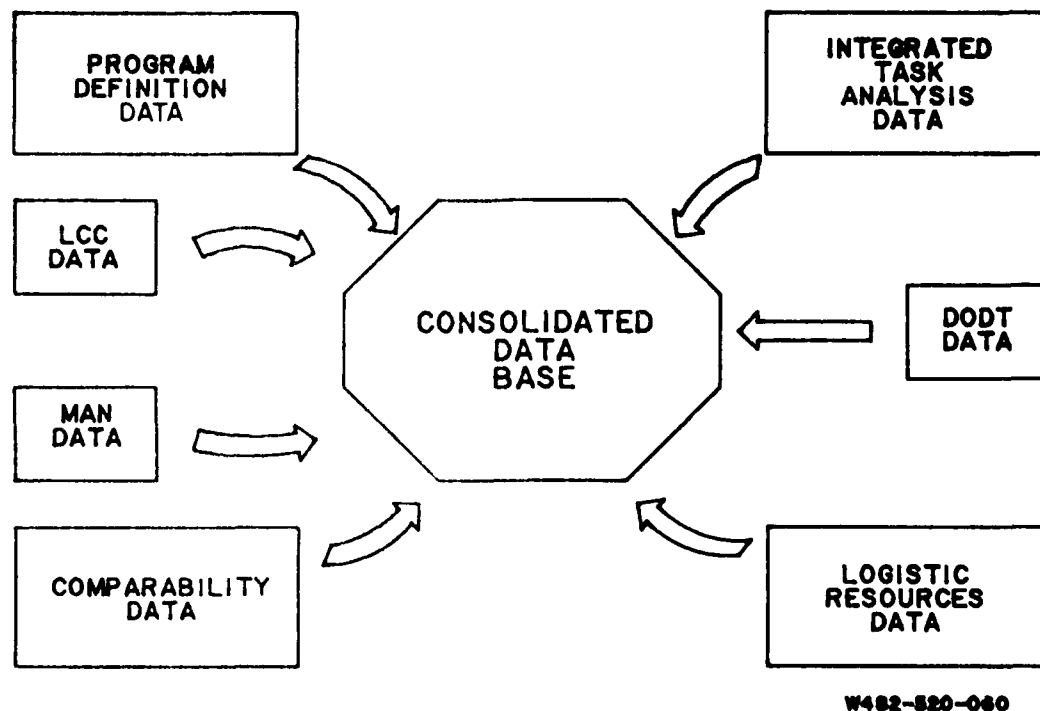 PROGRAM
DEFINITION
DATA
INTEGRATED
TASK
ANALYSIS
DATA
LCC
DATA
CONSOLIDATED
DATA
BASE
DODT
DATA
MAN
DATA
COMPARABILITY
DATA
LOGISTIC
RESOURCES
DATA
W482-520-060